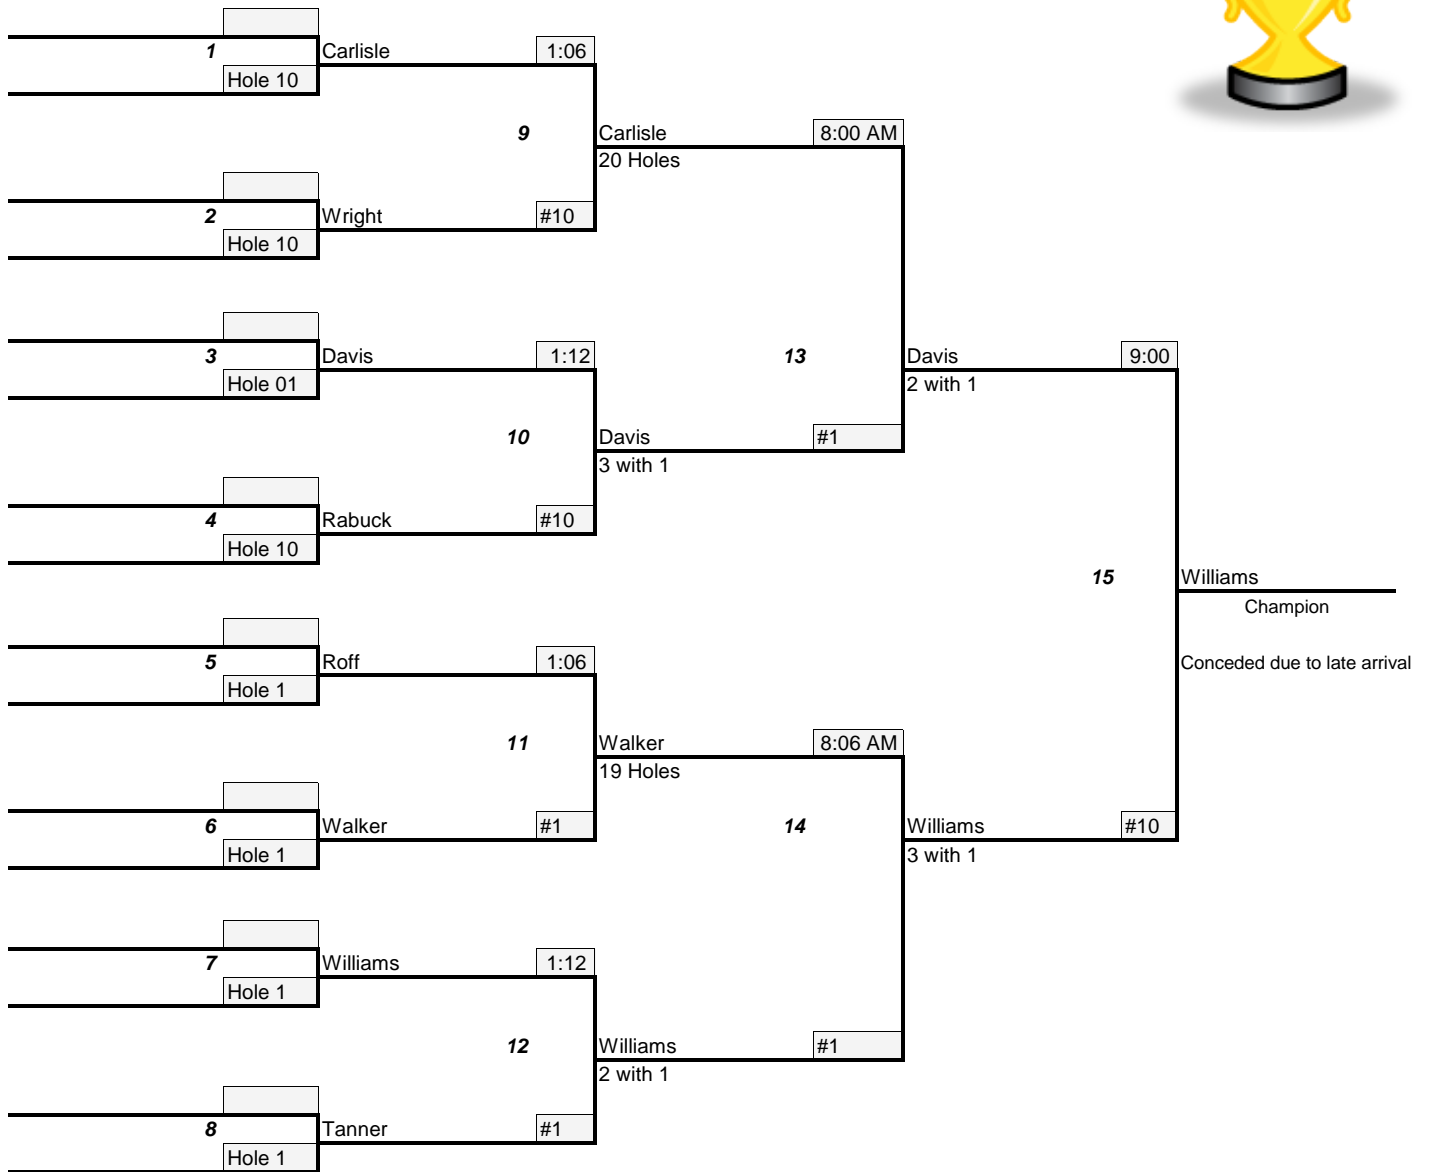 1 Carlisle 1:06
Hole 10
9 Carlisle 8:00 AM
20 Holes
2 Wright #10
Hole 10
3 Davis 1:12 13 Davis 9:00
Hole 01 2 with 1
10 Davis #1
3 with 1
4 Rabuck #10
Hole 10
15 Williams
Champion
5 Roff 1:06 Conceded due to late arrival
Hole 1
11 Walker 8:06 AM
19 Holes
6 Walker #1 14 Williams #10
Hole 1 3 with 1
7 Williams 1:12
Hole 1
12 Williams #1
2 with 1
8 Tanner #1
Hole 1